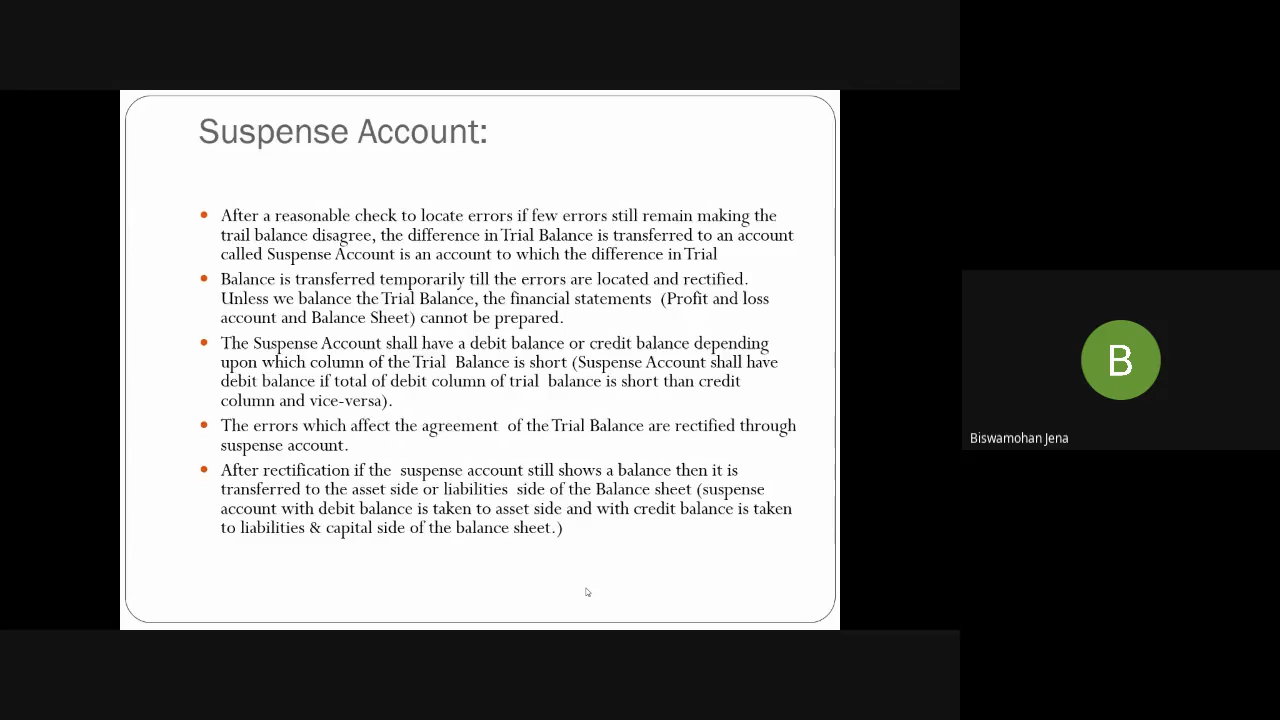 Suspense Account:
After a reasonable check to locate errors if few errors still remain making the
trail balance disagree, the difference in Trial Balance is transferred to an account
called Suspense Account is an account to which the difference in Trial
Balance is transferred temporarily till the errors are located and rectified.
Unless we balance the Trial Balance, the financial statements (Profit and loss
account and Balance Sheet) cannot be prepared.
The Suspense Account shall have a debit balance or credit balance depending
upon which column of the Trial Balance is short (Suspense Account shall have
debit balance if total of debit column of trial balance is short than credit
column and vice-versa).
The errors which affect the agreement of the Trial Balance are rectified through
suspense account.
After rectification if the suspense account still shows a balance then it is
transferred to the asset side or liabilities side of the Balance sheet (suspense
account with debit balance is taken to asset side and with credit balance is taken
to liabilities & capital side of the balance sheet.)
B
Biswamohan Jena